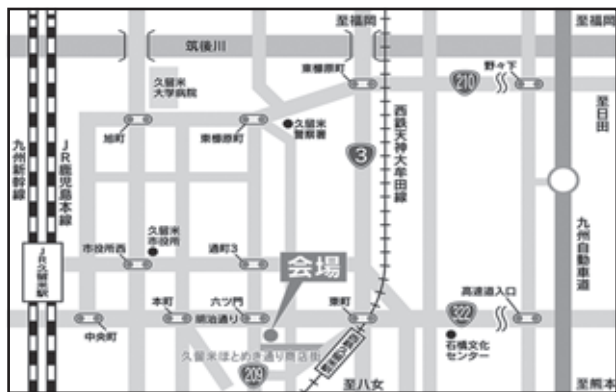 至福岡
至福岡
筑後川
東櫛原町
野々下
210
久留米
大学病院
至日田
旭町
東櫛原町
久留米
警察署
3
西鉄天神大牟田線
九州新幹線
JR鹿児島本線
久留米
市役所
市役所西
通町3
会場
九州自動車道
JR久留米駅
本町
六ツ門
東町
322
高速道入口
中央町
明治通り
石橋文化
センター
久留米ほとめき通り商店街
209
至八女
至熊本